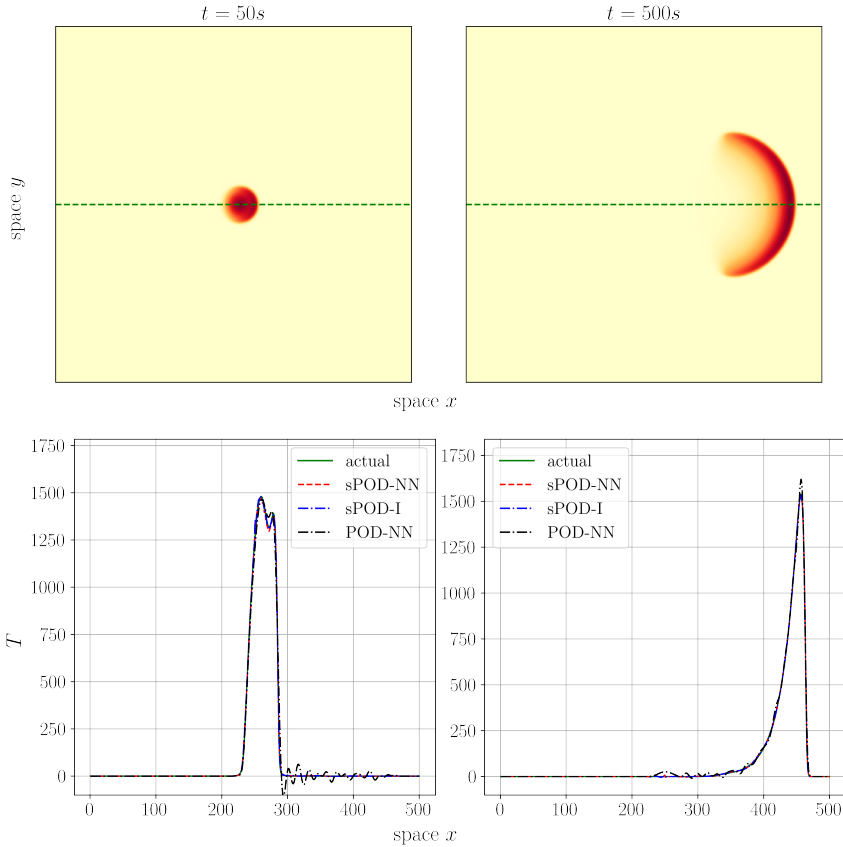 t = 50s
t = 500s
space y
space x
1750
1500
1250
1000
750
500
250
0
T
0 100 200 300 400 500
actual
sPOD-NN
sPOD-I
POD-NN
1750
1500
1250
1000
750
500
250
0
0 100 200 300 400 500
actual
sPOD-NN
sPOD-I
POD-NN
space x